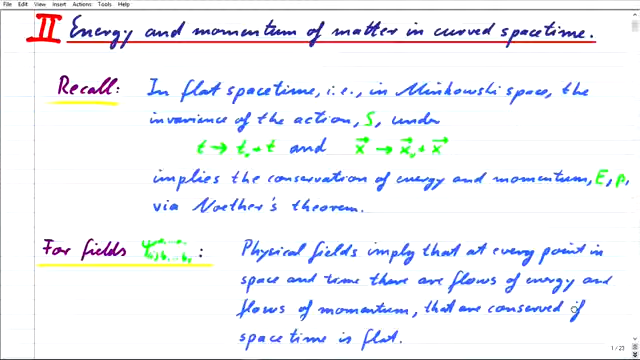 File Edit View Insert Actions Tools Help
II Energy and momentum of matter in curved spacetime.
Recall: In flat spacetime, i.e., in Minkowski space, the
invariance of the action, S, under
t → t₀ + t and x⃗ → x⃗₀ + x⃗
implies the conservation of energy and momentum, E, p,
via Noether's theorem.
For fields : Physical fields imply that at every point in
space and time there are flows of energy and
flows of momentum, that are conserved if
spacetime is flat.
1 / 21